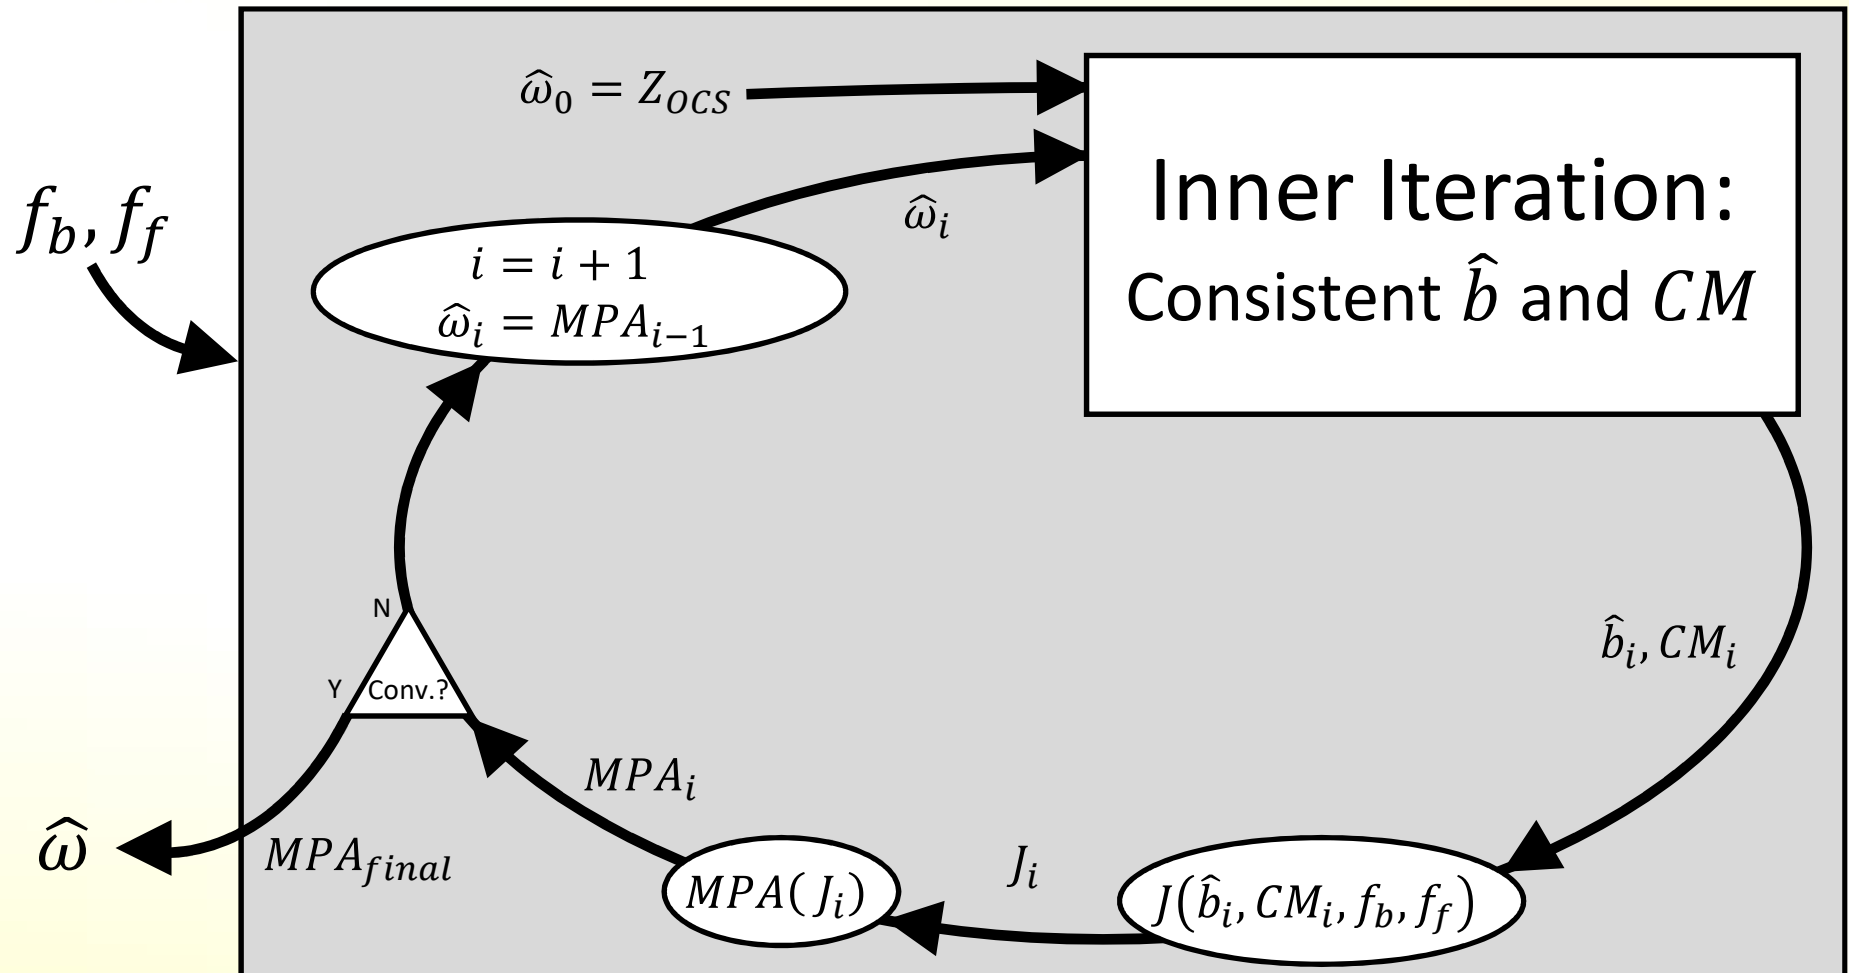 ω̂₀ = Z_OCS
f_b, f_f
Inner Iteration:
Consistent b̂ and CM
ω̂ᵢ
i = i + 1
ω̂ᵢ = MPAᵢ₋₁
N
Y
Conv.?
b̂ᵢ, CMᵢ
MPAᵢ
ω̂
MPA_final
MPA(Jᵢ)
Jᵢ
J(b̂ᵢ, CMᵢ, f_b, f_f)